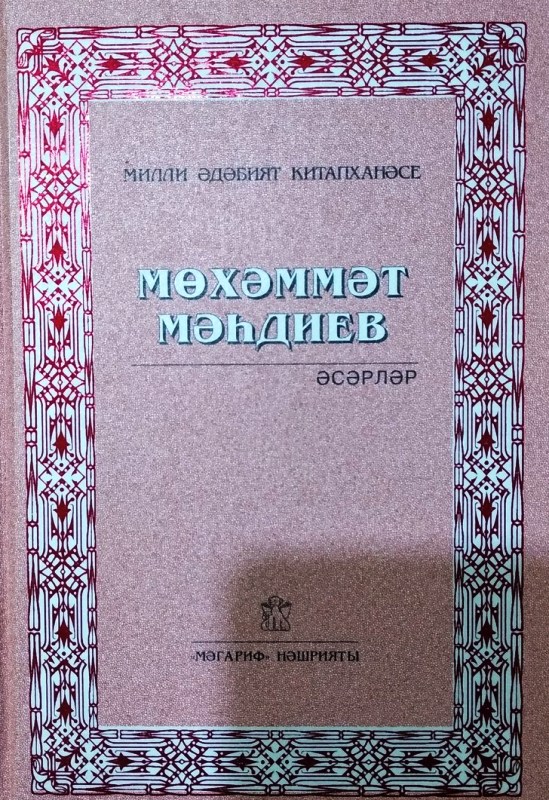 МИЛЛИ ӘДӘБИЯТ КИТАПХАНӘСЕ
МӨХӘММӘТ
МӘҺДИЕВ
ӘСӘРЛӘР
«МӘГАРИФ» НӘШРИЯТЫ